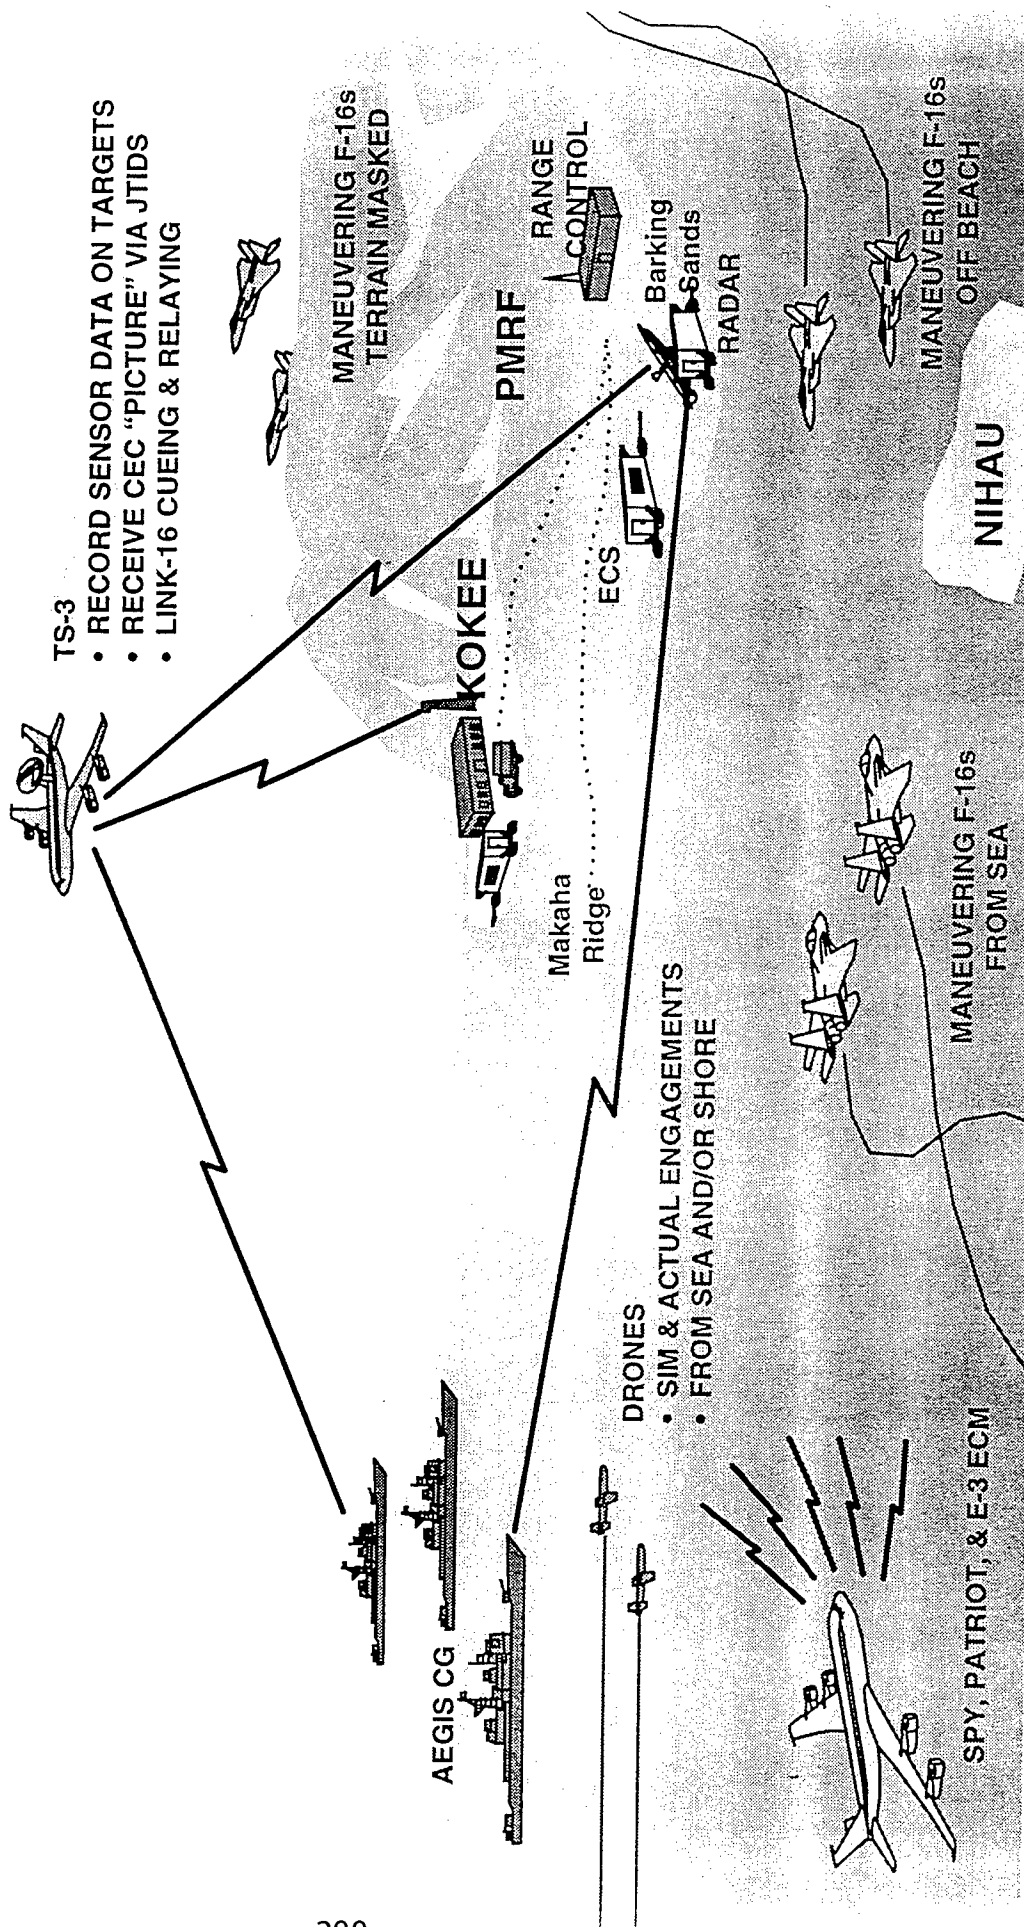 TS-3
• RECORD SENSOR DATA ON TARGETS
• RECEIVE CEC "PICTURE" VIA JTIDS
• LINK-16 CUEING & RELAYING
MANEUVERING F-16s
TERRAIN MASKED
AEGIS CG
KOKEE
PMRF
RANGE
CONTROL
Makaha
Ridge
ECS
Barking
Sands
RADAR
DRONES
• SIM & ACTUAL ENGAGEMENTS
• FROM SEA AND/OR SHORE
SPY, PATRIOT, & E-3 ECM
MANEUVERING F-16s
FROM SEA
NIHAU
MANEUVERING F-16s
OFF BEACH